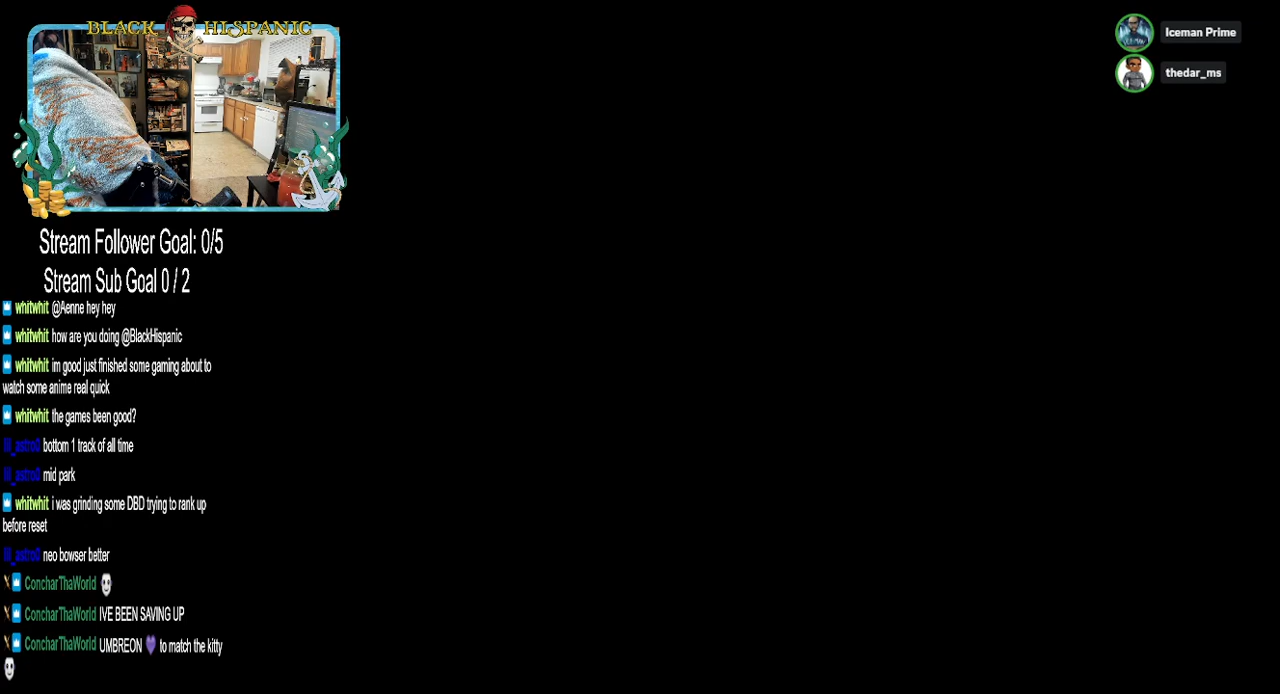 BLACK HISPANIC
Iceman Prime
thedar_ms
Stream Follower Goal: 0/5
Stream Sub Goal 0 / 2
whitwhit @Aenne hey hey
whitwhit how are you doing @BlackHispanic
whitwhit im good just finished some gaming about to
watch some anime real quick
whitwhit the games been good?
bottom 1 track of all time
mid park
whitwhit i was grinding some DBD trying to rank up
before reset
neo bowser better
ConcharThaWorld
ConcharThaWorld IVE BEEN SAVING UP
ConcharThaWorld UMBREON 💜 to match the kitty